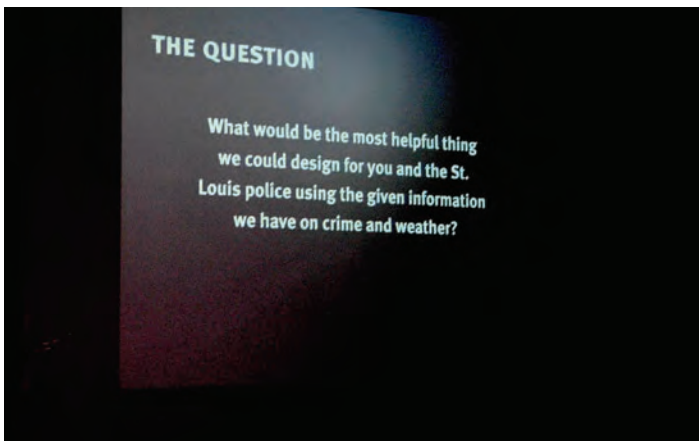 THE QUESTION
What would be the most helpful thing
we could design for you and the St.
Louis police using the given information
we have on crime and weather?